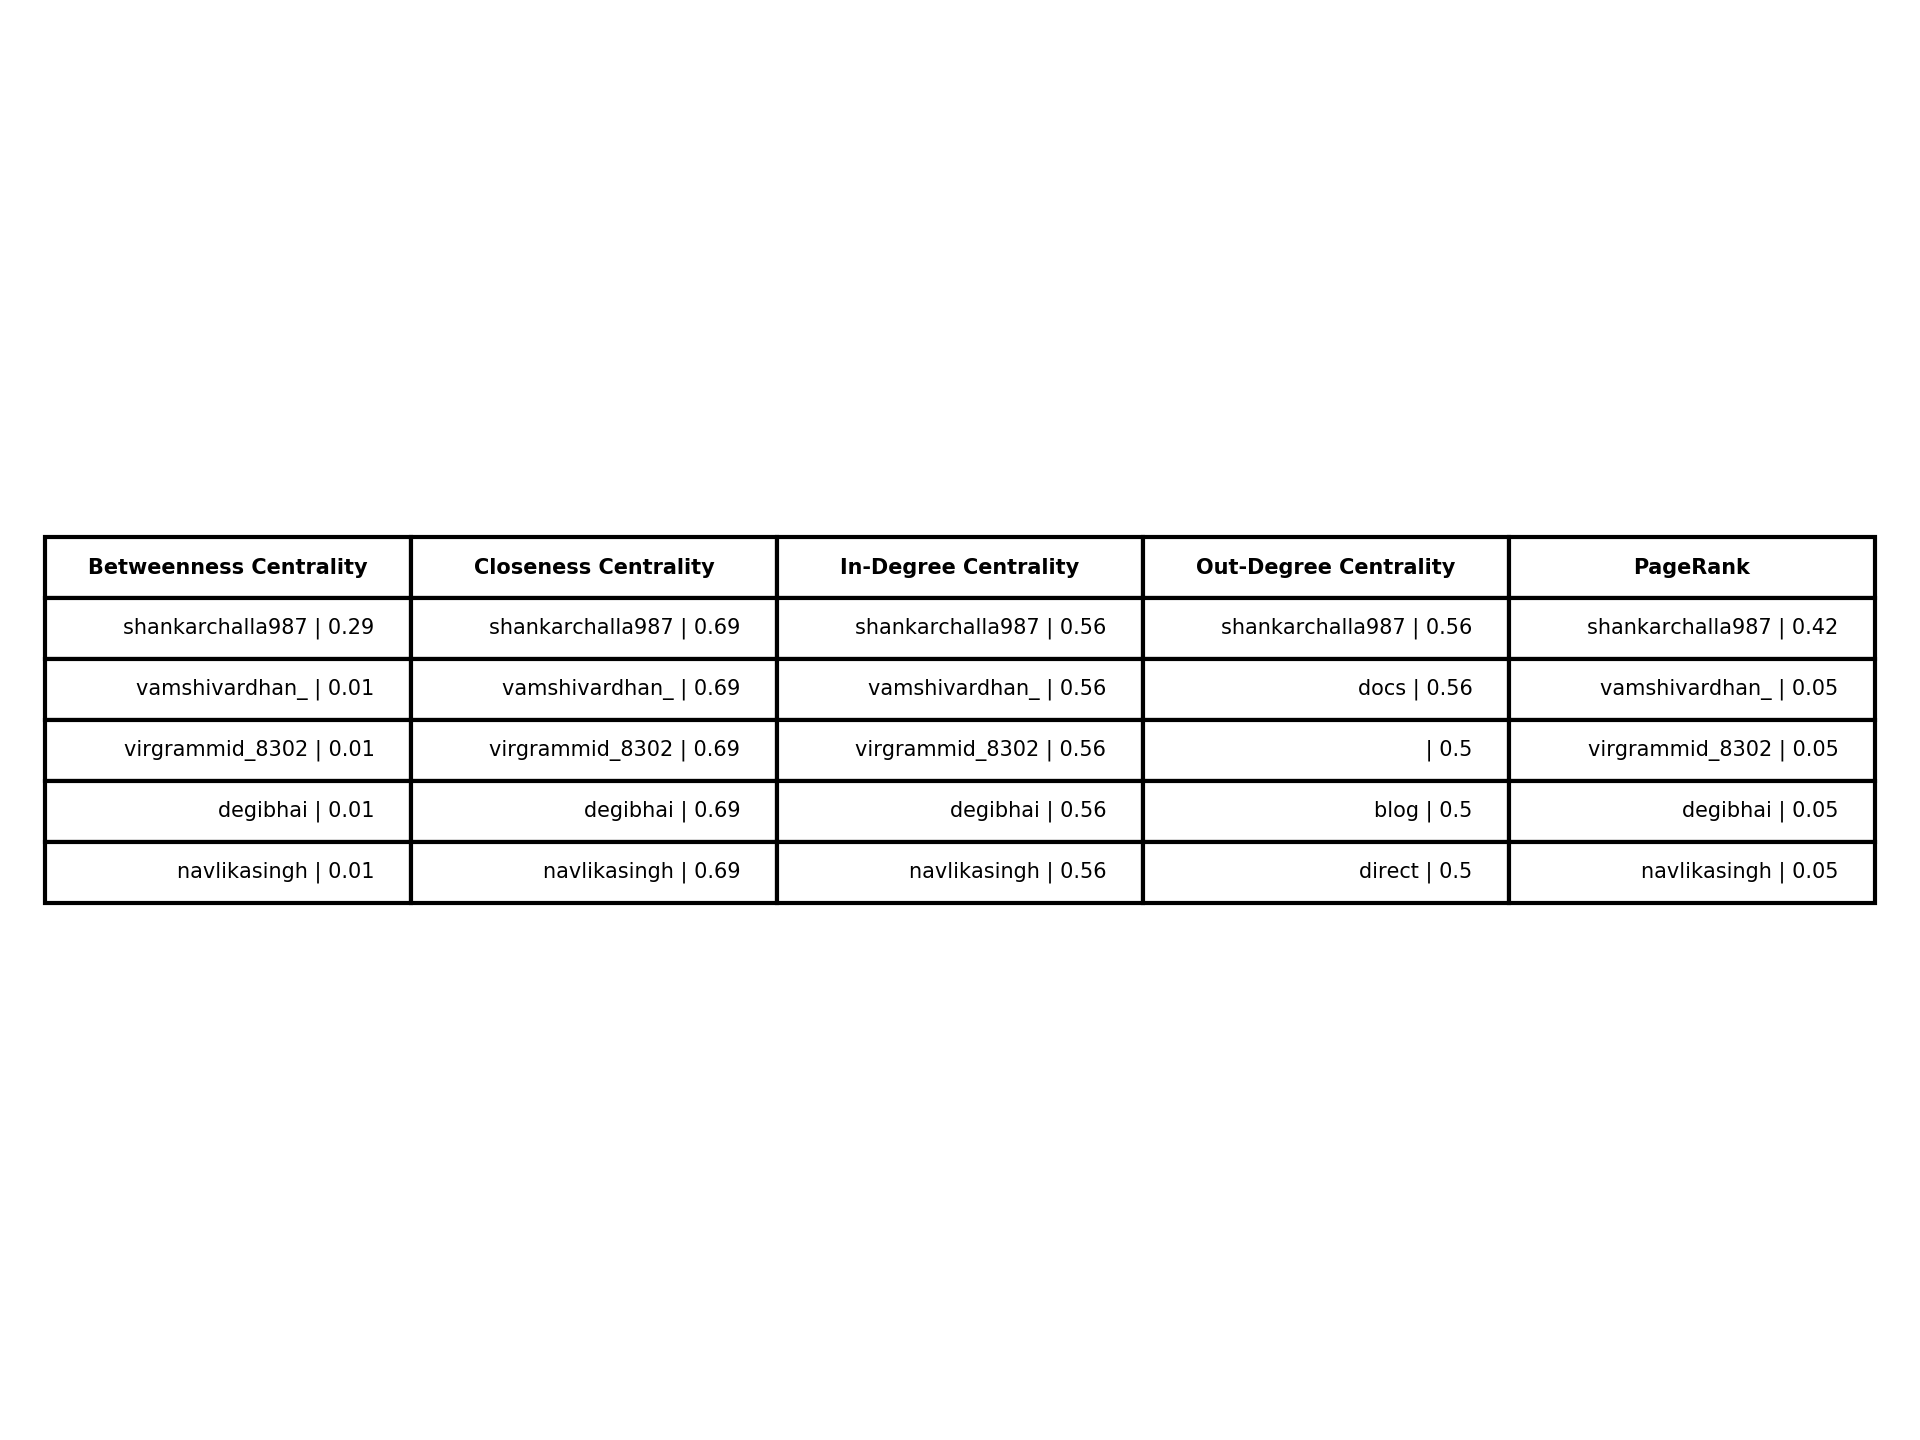 Betweenness Centrality Closeness Centrality In-Degree Centrality Out-Degree Centrality PageRank
shankarchalla987 | 0.29 shankarchalla987 | 0.69 shankarchalla987 | 0.56 shankarchalla987 | 0.56 shankarchalla987 | 0.42
vamshivardhan_ | 0.01 vamshivardhan_ | 0.69 vamshivardhan_ | 0.56 docs | 0.56 vamshivardhan_ | 0.05
virgrammid_8302 | 0.01 virgrammid_8302 | 0.69 virgrammid_8302 | 0.56 | 0.5 virgrammid_8302 | 0.05
degibhai | 0.01 degibhai | 0.69 degibhai | 0.56 blog | 0.5 degibhai | 0.05
navlikasingh | 0.01 navlikasingh | 0.69 navlikasingh | 0.56 direct | 0.5 navlikasingh | 0.05